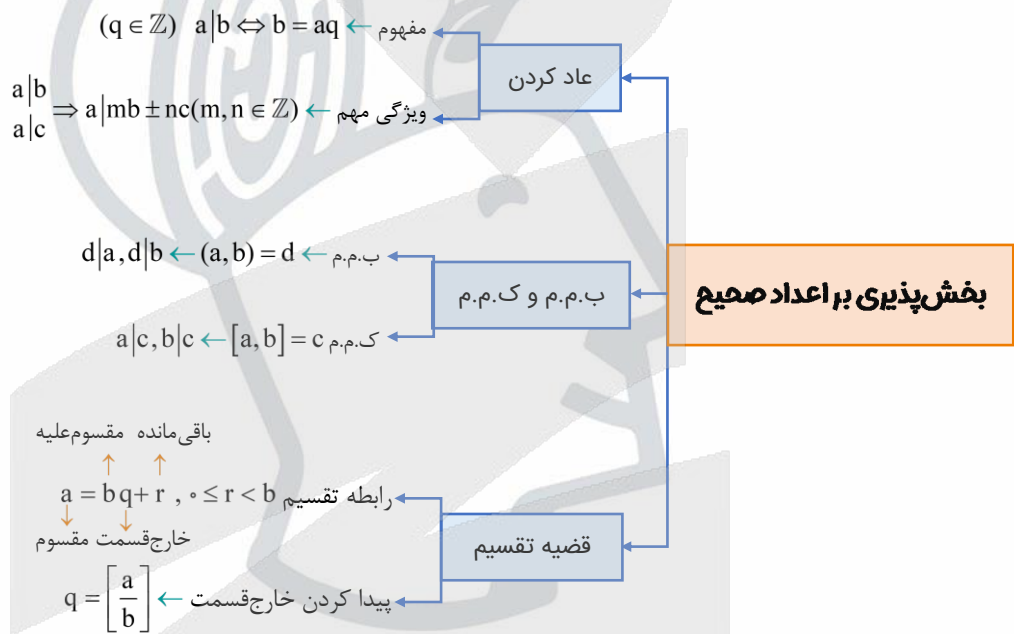 بخش‌پذیری بر اعداد صحیح
عاد کردن
مفهوم ← a|b ⇔ b = aq (q ∈ ℤ)
ویژگی مهم ← a|b, a|c ⇒ a|mb ± nc(m, n ∈ ℤ)
ب.م.م و ک.م.م
ب.م.م ← (a, b) = d ← d|a, d|b
ک.م.م [a, b] = c ← a|c, b|c
قضیه تقسیم
باقی‌مانده مقسوم‌علیه
رابطه تقسیم a = bq + r , ۰ ≤ r < b
خارج‌قسمت مقسوم
پیدا کردن خارج‌قسمت ← q = [a/b]